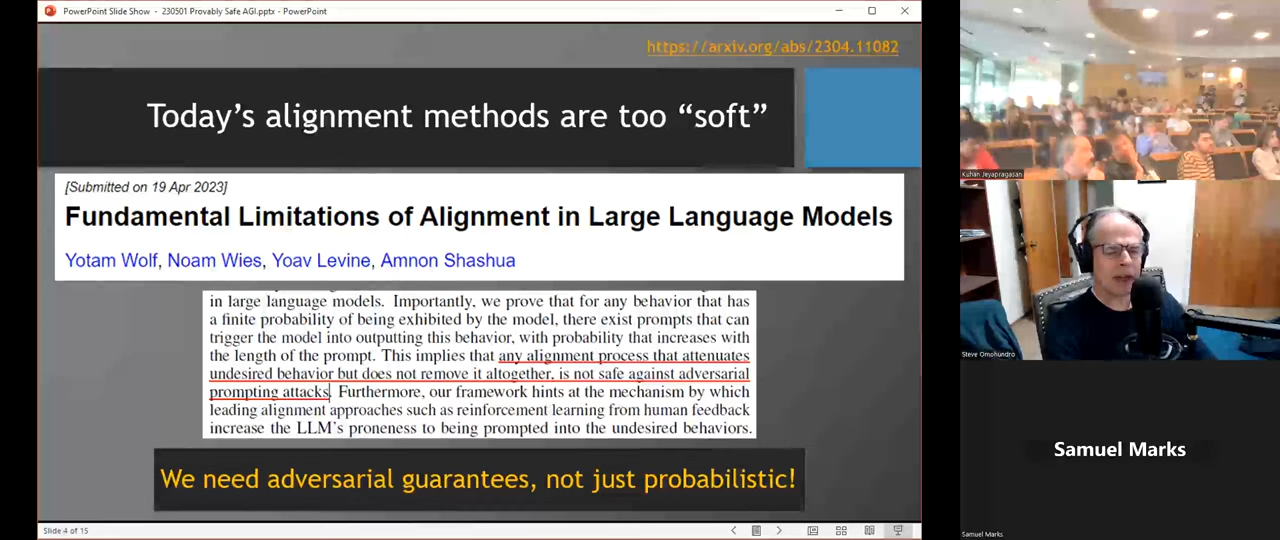 PowerPoint Slide Show - 230501 Provably Safe AGI.pptx - PowerPoint
https://arxiv.org/abs/2304.11082
Today's alignment methods are too “soft”
[Submitted on 19 Apr 2023]
Fundamental Limitations of Alignment in Large Language Models
Yotam Wolf, Noam Wies, Yoav Levine, Amnon Shashua
in large language models. Importantly, we prove that for any behavior that has
a finite probability of being exhibited by the model, there exist prompts that can
trigger the model into outputting this behavior, with probability that increases with
the length of the prompt. This implies that any alignment process that attenuates
undesired behavior but does not remove it altogether, is not safe against adversarial
prompting attacks. Furthermore, our framework hints at the mechanism by which
leading alignment approaches such as reinforcement learning from human feedback
increase the LLM's proneness to being prompted into the undesired behaviors.
We need adversarial guarantees, not just probabilistic!
Slide 4 of 15
Kuhan Jeyapragasan
Steve Omohundro
Samuel Marks
Samuel Marks